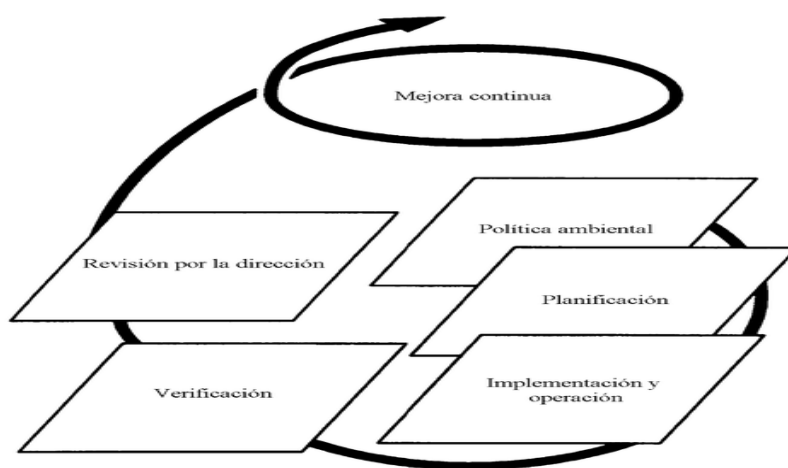 Mejora continua
Política ambiental
Revisión por la dirección
Planificación
Implementación y
operación
Verificación